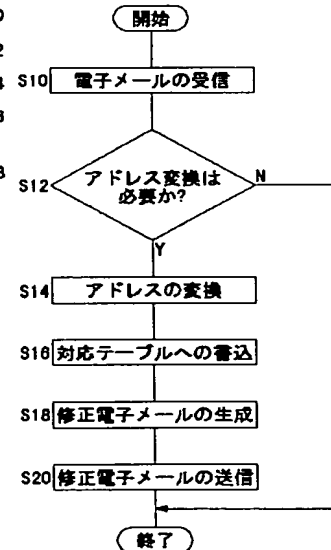 開始
S10 電子メールの受信
S12 アドレス変換は
必要か?
N
Y
S14 アドレスの変換
S16 対応テーブルへの書込
S18 修正電子メールの生成
S20 修正電子メールの送信
終了